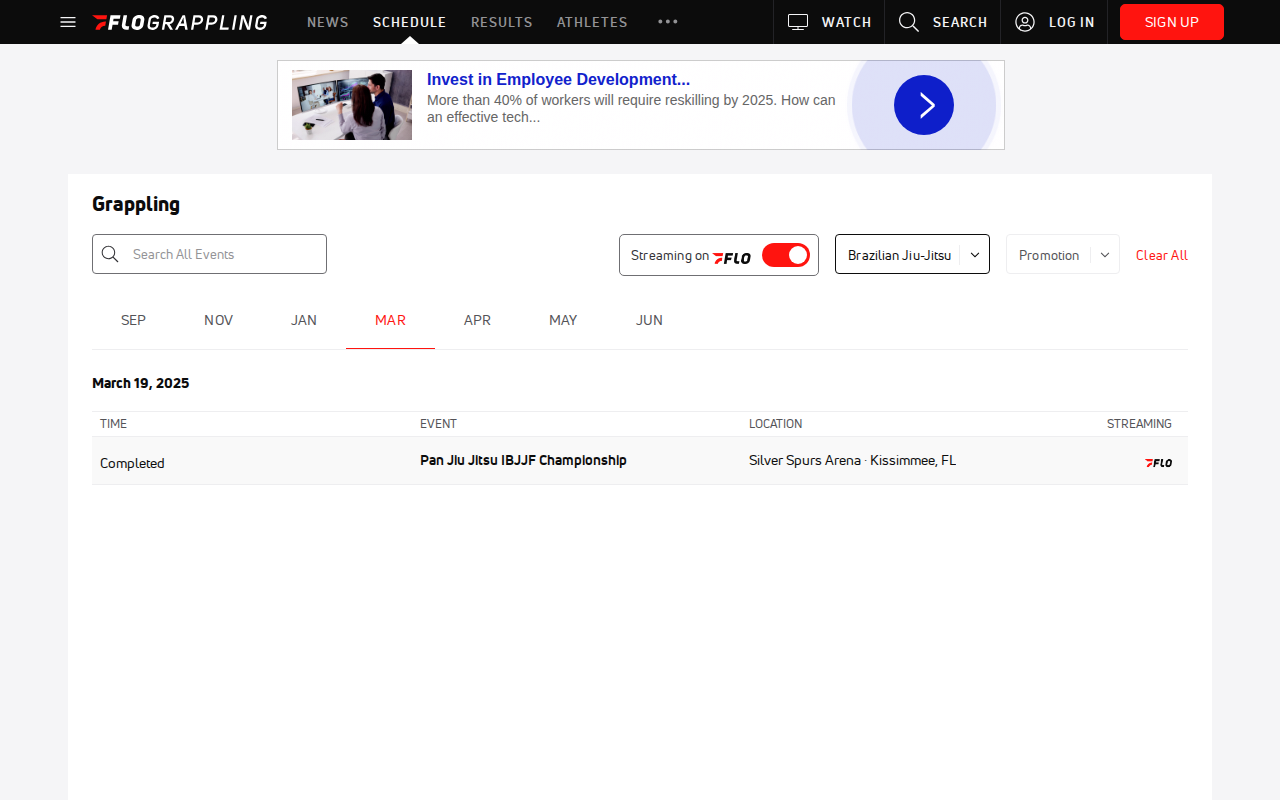 FLOGRAPPLING
NEWS
SCHEDULE
RESULTS
ATHLETES
WATCH
SEARCH
LOG IN
SIGN UP
Invest in Employee Development...
More than 40% of workers will require reskilling by 2025. How can
an effective tech...
Grappling
Search All Events
Streaming on FLO
Brazilian Jiu-Jitsu
Promotion
Clear All
SEP
NOV
JAN
MAR
APR
MAY
JUN
March 19, 2025
TIME
EVENT
LOCATION
STREAMING
Completed
Pan Jiu Jitsu IBJJF Championship
Silver Spurs Arena · Kissimmee, FL
FLO